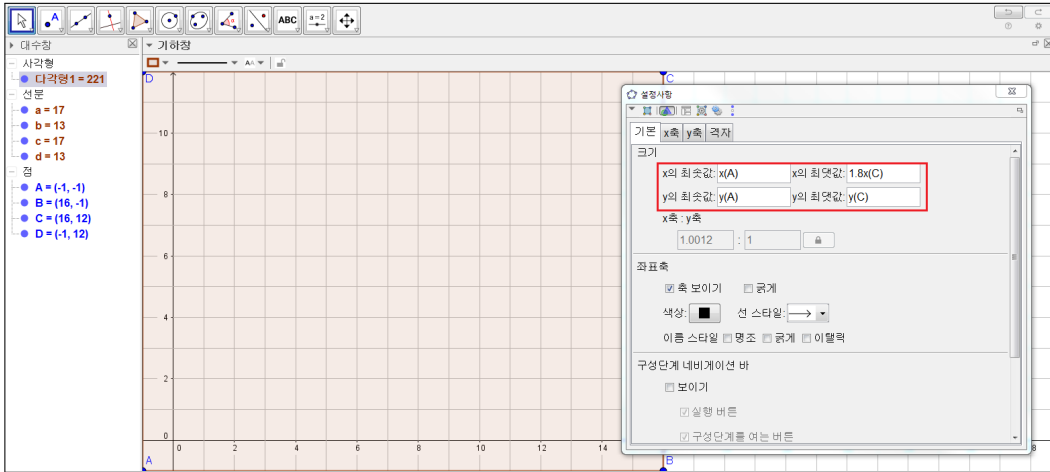 A ABC a=2
대수창 기하창
사각형
다각형1 = 221
선분
a = 17
b = 13
c = 17
d = 13
점
A = (-1, -1)
B = (16, -1)
C = (16, 12)
D = (-1, 12)
AA
D
C
10
8
6
4
2
0
0 2 4 6 8 10 12 14 8
A
B
설정사항
기본 x축 y축 격자
크기
x의 최솟값: x(A) x의 최댓값: 1.8x(C)
y의 최솟값: y(A) y의 최댓값: y(C)
x축 : y축
1.0012 : 1
좌표축
축 보이기 굵게
색상: 선 스타일:
이름 스타일 명조 굵게 이탤릭
구성단계 네비게이션 바
보이기
실행 버튼
구성단계를 여는 버튼